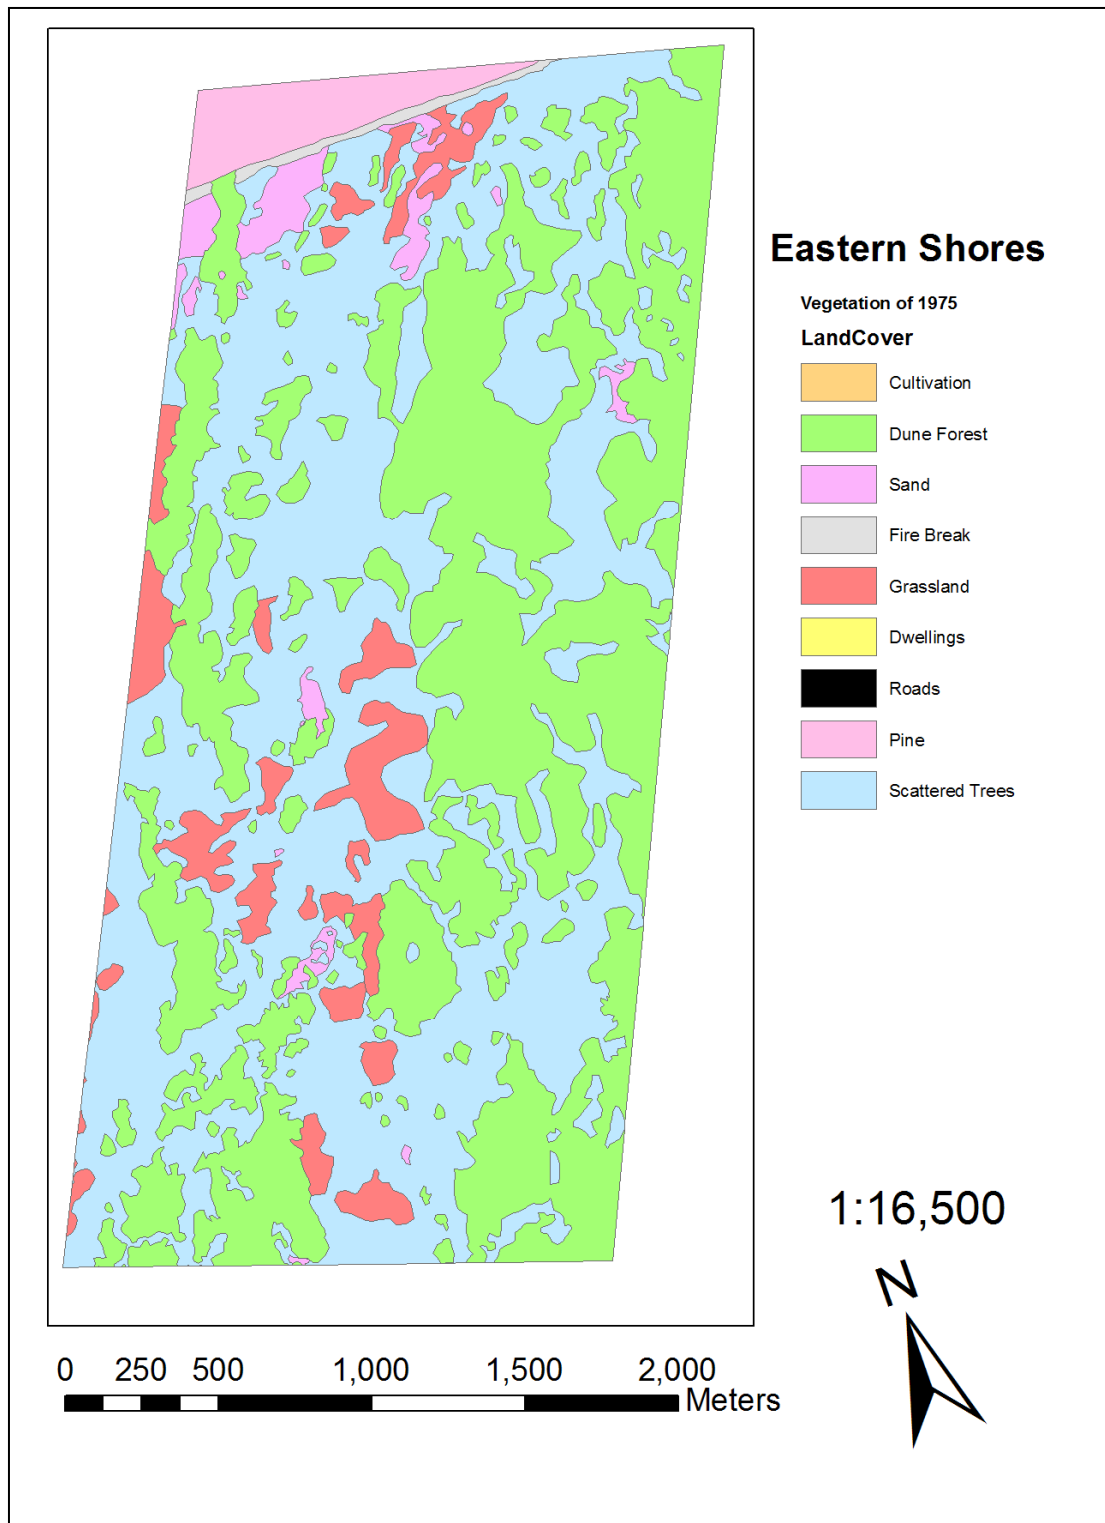 Eastern Shores
Vegetation of 1975
LandCover
Cultivation
Dune Forest
Sand
Fire Break
Grassland
Dwellings
Roads
Pine
Scattered Trees
1:16,500
N
0 250 500 1,000 1,500 2,000
Meters